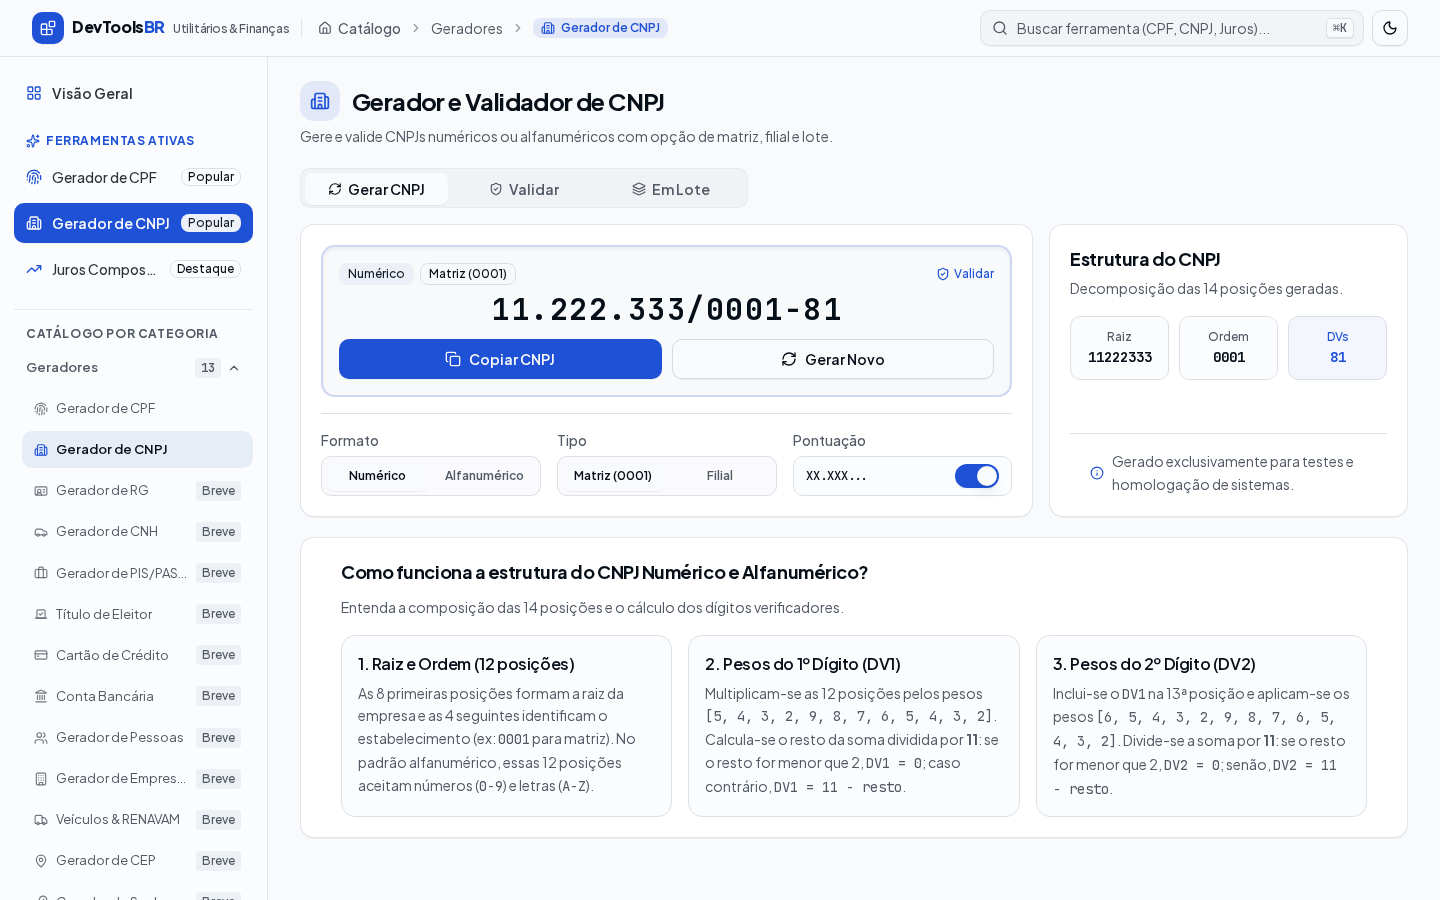 DevToolsBR Utilitários & Finanças
Catálogo
Geradores
Gerador de CNPJ
Buscar ferramenta (CPF, CNPJ, Juros)...
⌘K
Visão Geral
FERRAMENTAS ATIVAS
Gerador de CPF Popular
Gerador de CNPJ Popular
Juros Compos... Destaque
CATÁLOGO POR CATEGORIA
Geradores 13
Gerador de CPF
Gerador de CNPJ
Gerador de RG Breve
Gerador de CNH Breve
Gerador de PIS/PAS... Breve
Título de Eleitor Breve
Cartão de Crédito Breve
Conta Bancária Breve
Gerador de Pessoas Breve
Gerador de Empres... Breve
Veículos & RENAVAM Breve
Gerador de CEP Breve
Gerador e Validador de CNPJ
Gere e valide CNPJs numéricos ou alfanuméricos com opção de matriz, filial e lote.
Gerar CNPJ
Validar
Em Lote
Numérico
Matriz (0001)
Validar
11.222.333/0001-81
Copiar CNPJ
Gerar Novo
Formato
Numérico
Alfanumérico
Tipo
Matriz (0001)
Filial
Pontuação
XX.XXX...
Estrutura do CNPJ
Decomposição das 14 posições geradas.
Raiz
11222333
Ordem
0001
DVs
81
Gerado exclusivamente para testes e
homologação de sistemas.
Como funciona a estrutura do CNPJ Numérico e Alfanumérico?
Entenda a composição das 14 posições e o cálculo dos dígitos verificadores.
1. Raiz e Ordem (12 posições)
As 8 primeiras posições formam a raiz da
empresa e as 4 seguintes identificam o
estabelecimento (ex: 0001 para matriz). No
padrão alfanumérico, essas 12 posições
aceitam números (0-9) e letras (A-Z).
2. Pesos do 1º Dígito (DV1)
Multiplicam-se as 12 posições pelos pesos
[5, 4, 3, 2, 9, 8, 7, 6, 5, 4, 3, 2].
Calcula-se o resto da soma dividida por 11: se
o resto for menor que 2, DV1 = 0; caso
contrário, DV1 = 11 - resto.
3. Pesos do 2º Dígito (DV2)
Inclui-se o DV1 na 13ª posição e aplicam-se os
pesos [6, 5, 4, 3, 2, 9, 8, 7, 6, 5,
4, 3, 2]. Divide-se a soma por 11: se o resto
for menor que 2, DV2 = 0; senão, DV2 = 11
- resto.